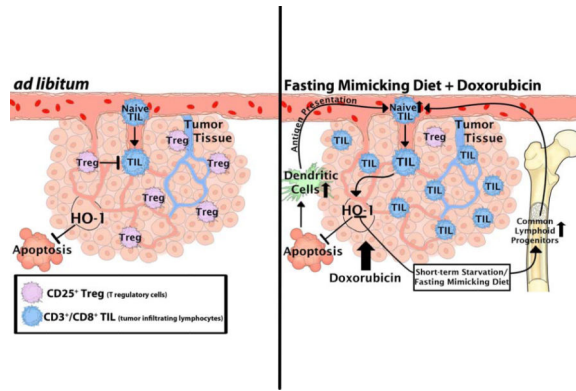 ad libitum
Naive
TIL
Tumor
Tissue
Treg
Treg
TIL
Treg
Treg
HO-1
Treg
Treg
Apoptosis
CD25+ Treg (T regulatory cells)
CD3+/CD8+ TIL (tumor infiltrating lymphocytes)
Fasting Mimicking Diet + Doxorubicin
Antigen Presentation
Naive
TIL
Tumor
Tissue
Treg
TIL
TIL
TIL
TIL
Dendritic
Cells
TIL
TIL
TIL
TIL
HO-1
TIL
TIL
Common
Lymphoid
Progenitors
Apoptosis
Doxorubicin
Short-term Starvation/
Fasting Mimicking Diet